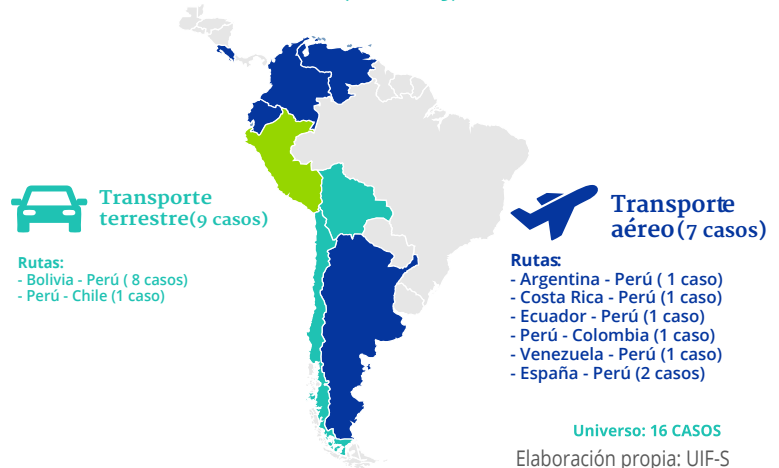 Transporte
terrestre(9 casos)
Rutas:
- Bolivia - Perú ( 8 casos)
- Perú - Chile (1 caso)
Transporte
aéreo (7 casos)
Rutas:
- Argentina - Perú ( 1 caso)
- Costa Rica - Perú (1 caso)
- Ecuador - Perú (1 caso)
- Perú - Colombia (1 caso)
- Venezuela - Perú (1 caso)
- España - Perú (2 casos)
Universo: 16 CASOS
Elaboración propia: UIF-S